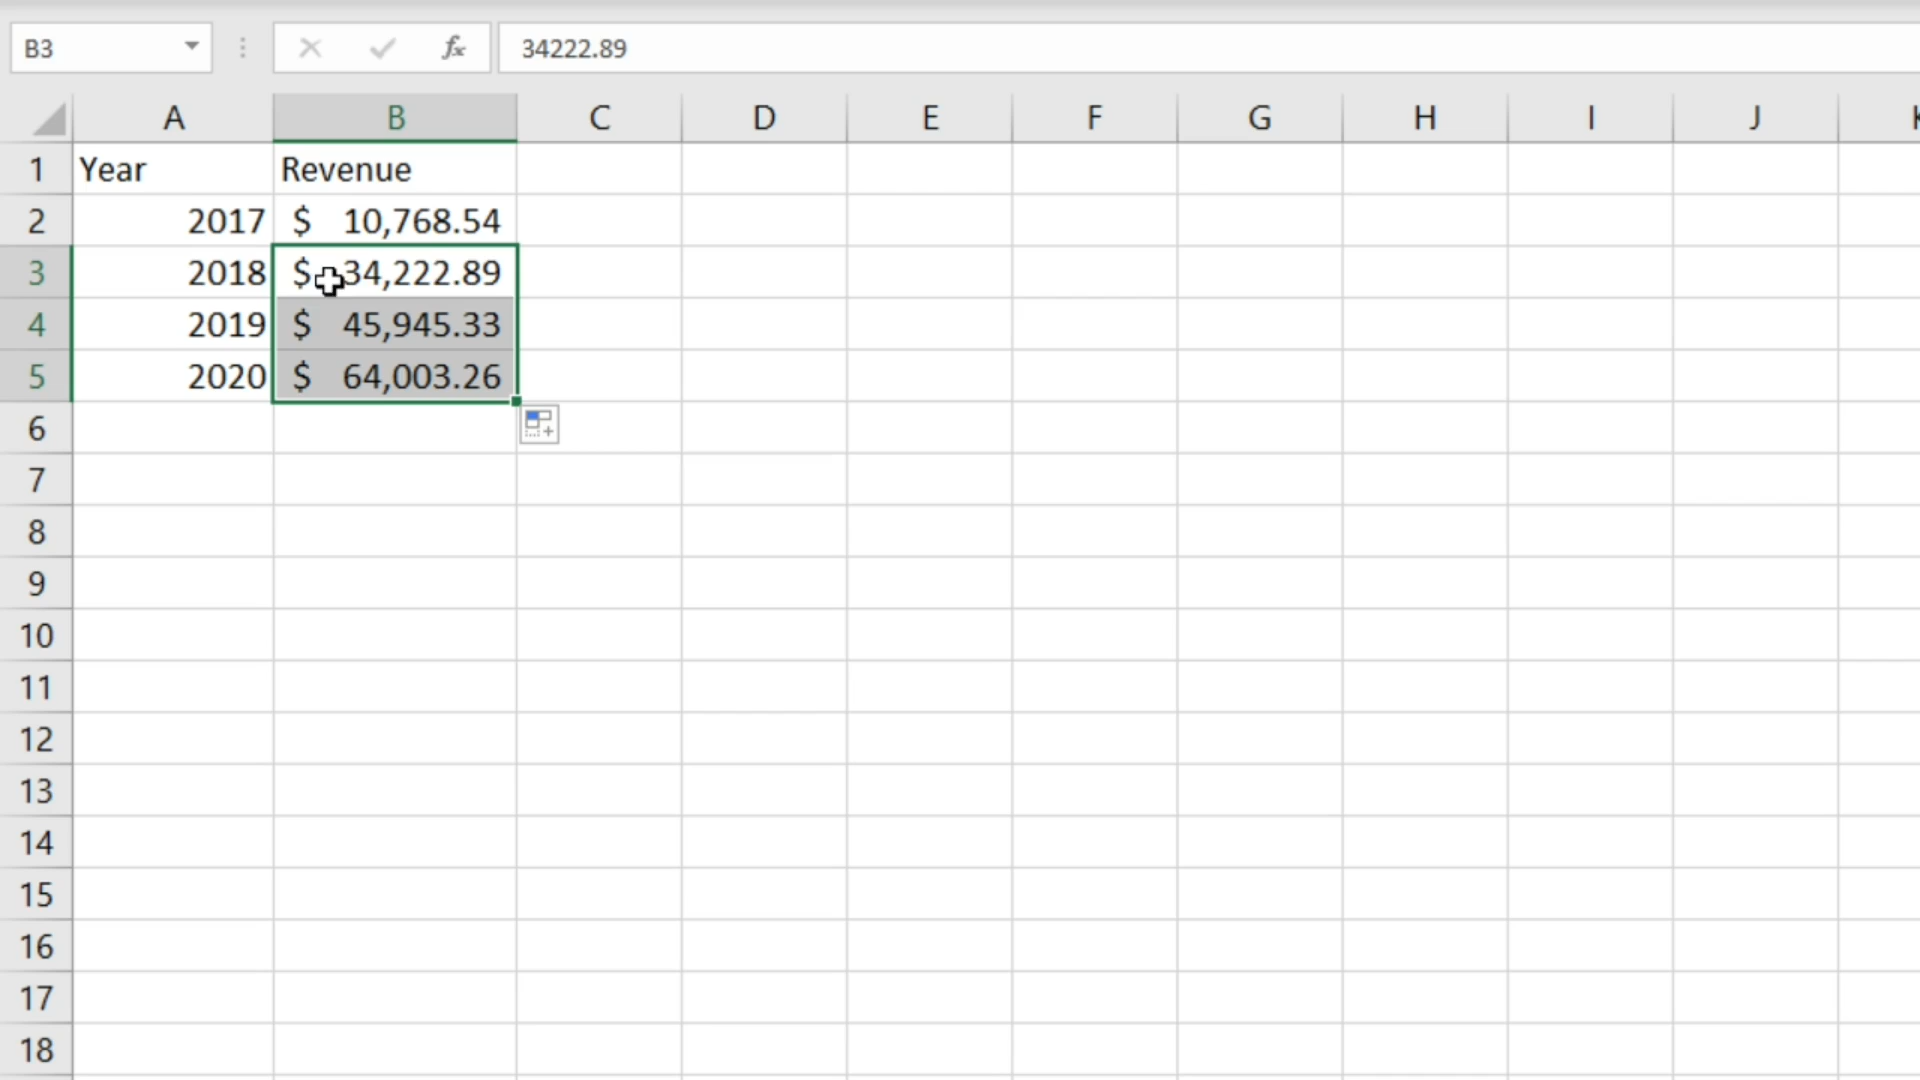 B3 fx 34222.89
A B C D E F G H I J
1 Year Revenue
2 2017 $ 10,768.54
3 2018 $ 34,222.89
4 2019 $ 45,945.33
5 2020 $ 64,003.26
6
7
8
9
10
11
12
13
14
15
16
17
18